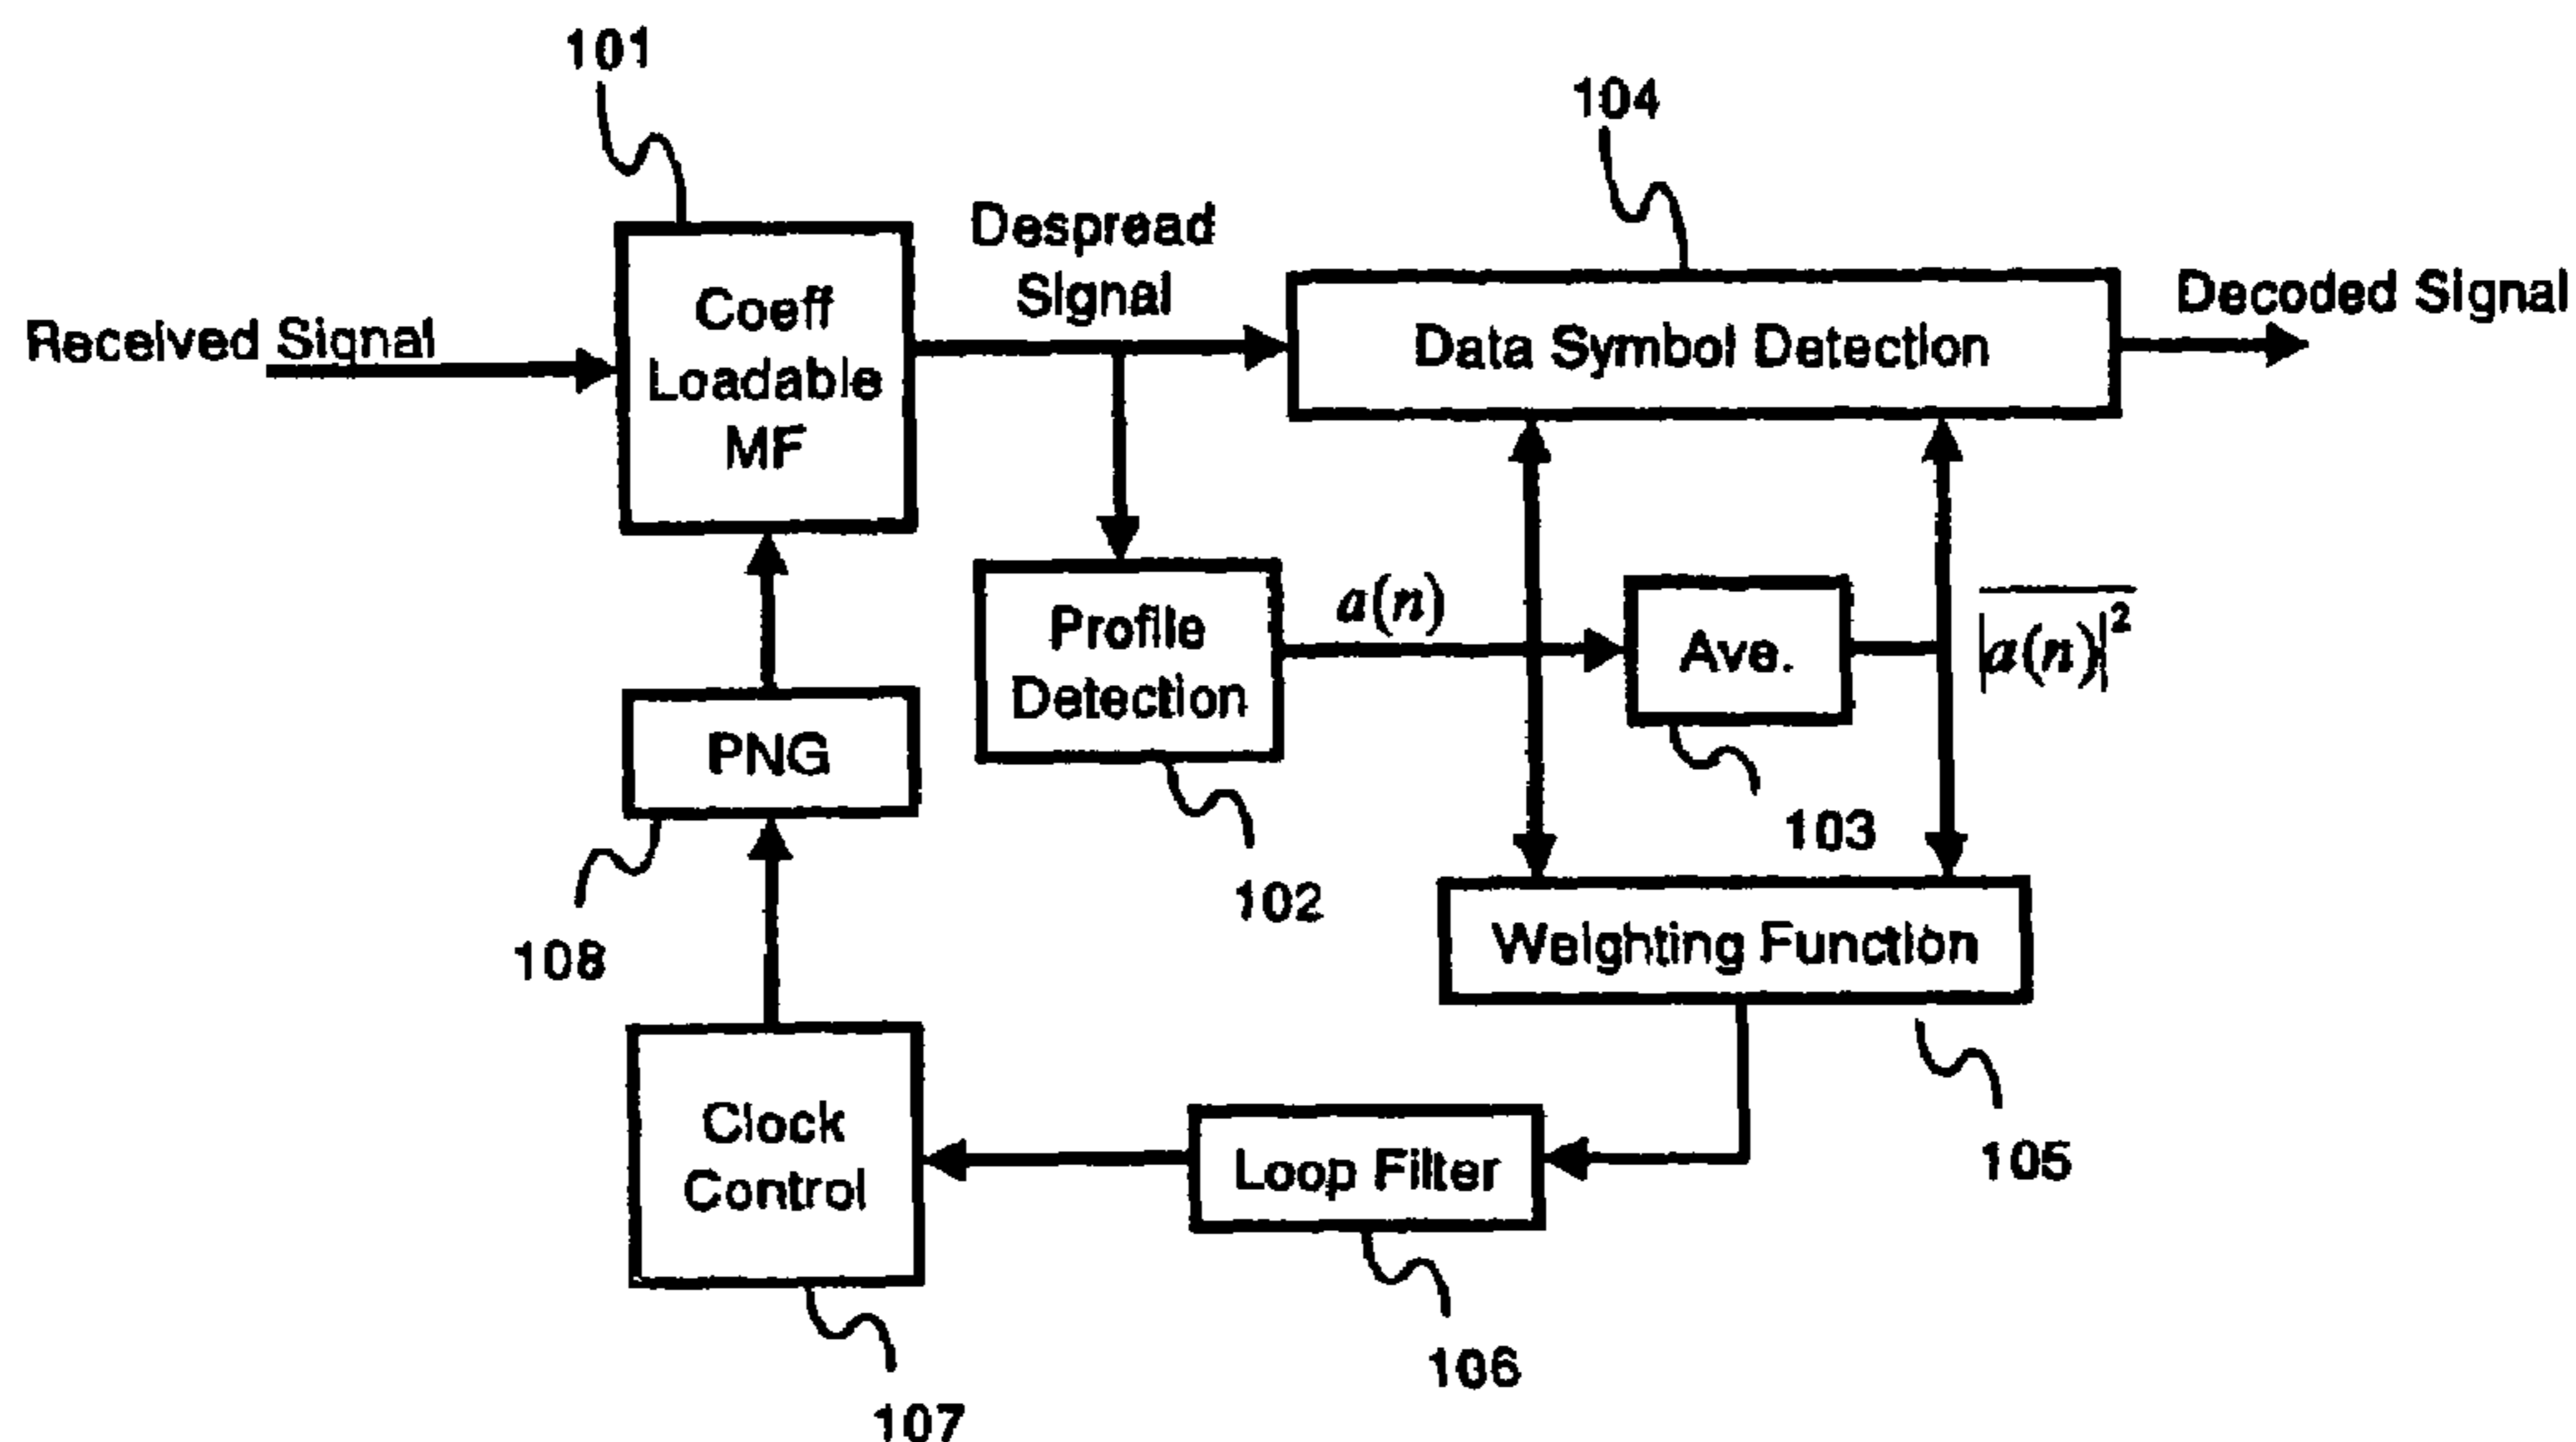 101
104
Despread
Signal
Received Signal
Coeff
Loadable
MF
Data Symbol Detection
Decoded Signal
Profile
Detection
a(n)
Ave.
|a(n)|²
PNG
103
102
108
Weighting Function
105
Clock
Control
Loop Filter
106
107